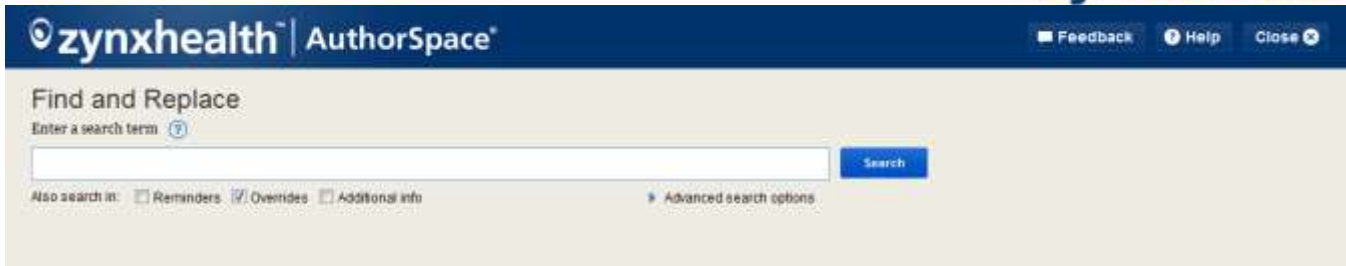 zynxhealth™ | AuthorSpace®
Feedback ? Help Close
Find and Replace
Enter a search term ?
Search
Also search in: Reminders Overrides Additional info Advanced search options